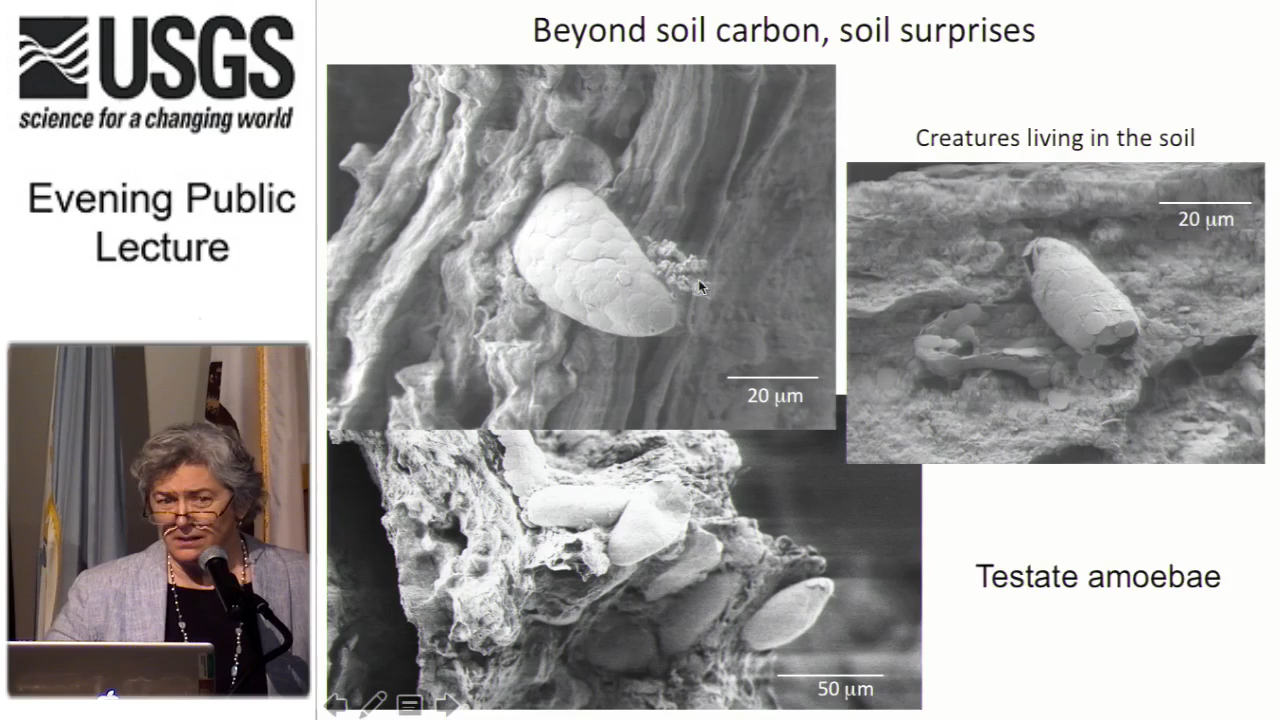 USGS
science for a changing world
Evening Public
Lecture
Beyond soil carbon, soil surprises
20 μm
Creatures living in the soil
20 μm
50 μm
Testate amoebae